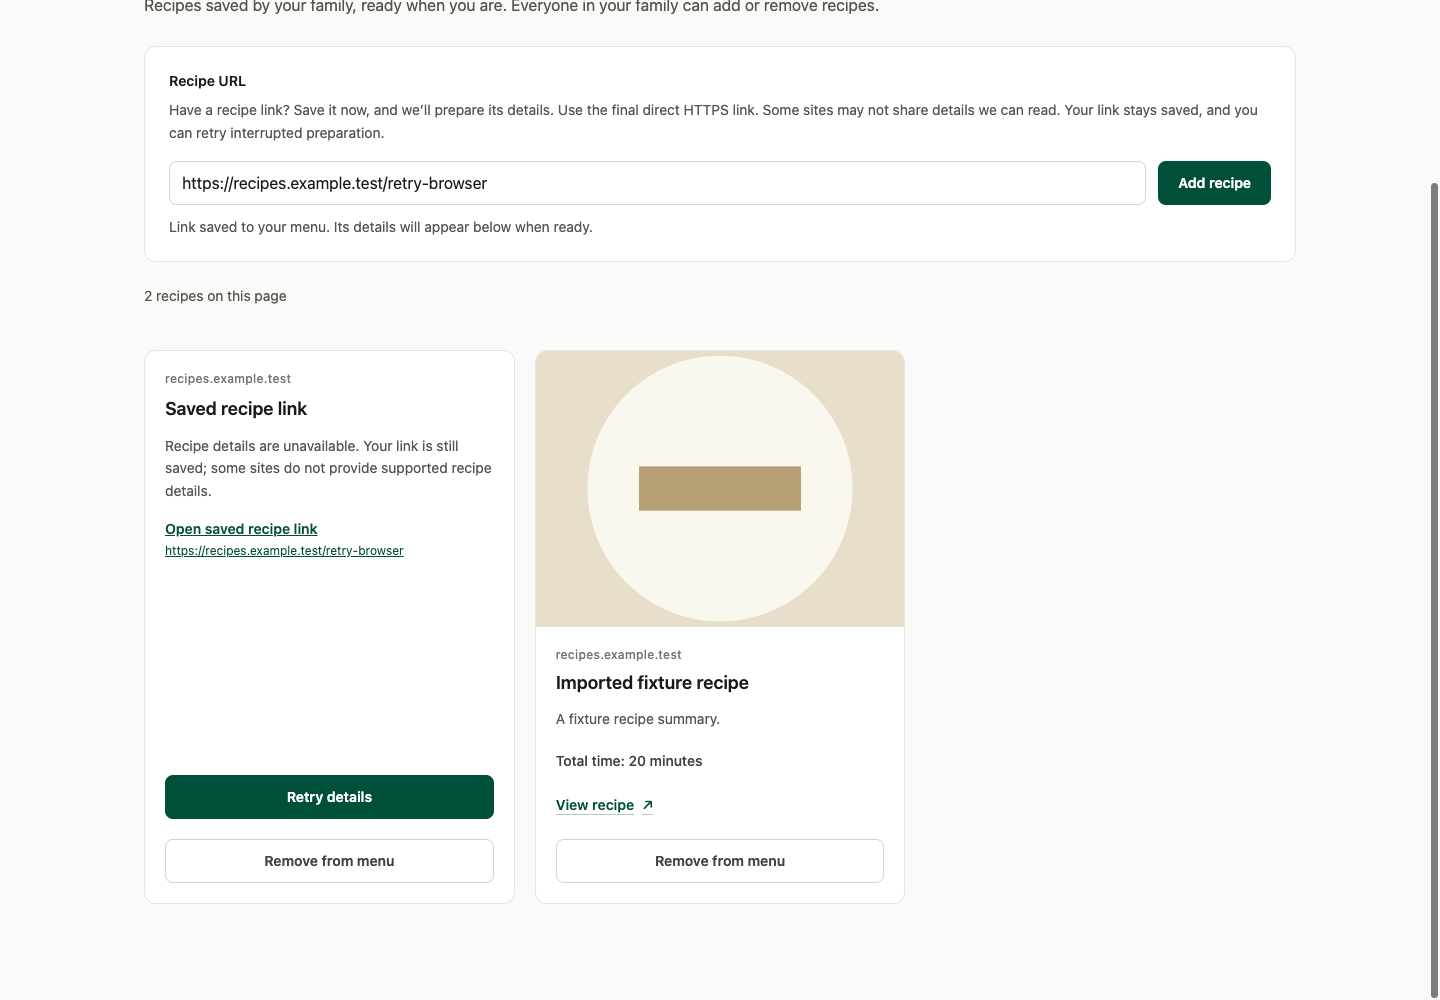 Recipes saved by your family, ready when you are. Everyone in your family can add or remove recipes.
Recipe URL
Have a recipe link? Save it now, and we’ll prepare its details. Use the final direct HTTPS link. Some sites may not share details we can read. Your link stays saved, and you
can retry interrupted preparation.
https://recipes.example.test/retry-browser
Add recipe
Link saved to your menu. Its details will appear below when ready.
2 recipes on this page
recipes.example.test
Saved recipe link
Recipe details are unavailable. Your link is still
saved; some sites do not provide supported recipe
details.
Open saved recipe link
https://recipes.example.test/retry-browser
Retry details
Remove from menu
recipes.example.test
Imported fixture recipe
A fixture recipe summary.
Total time: 20 minutes
View recipe ↗
Remove from menu